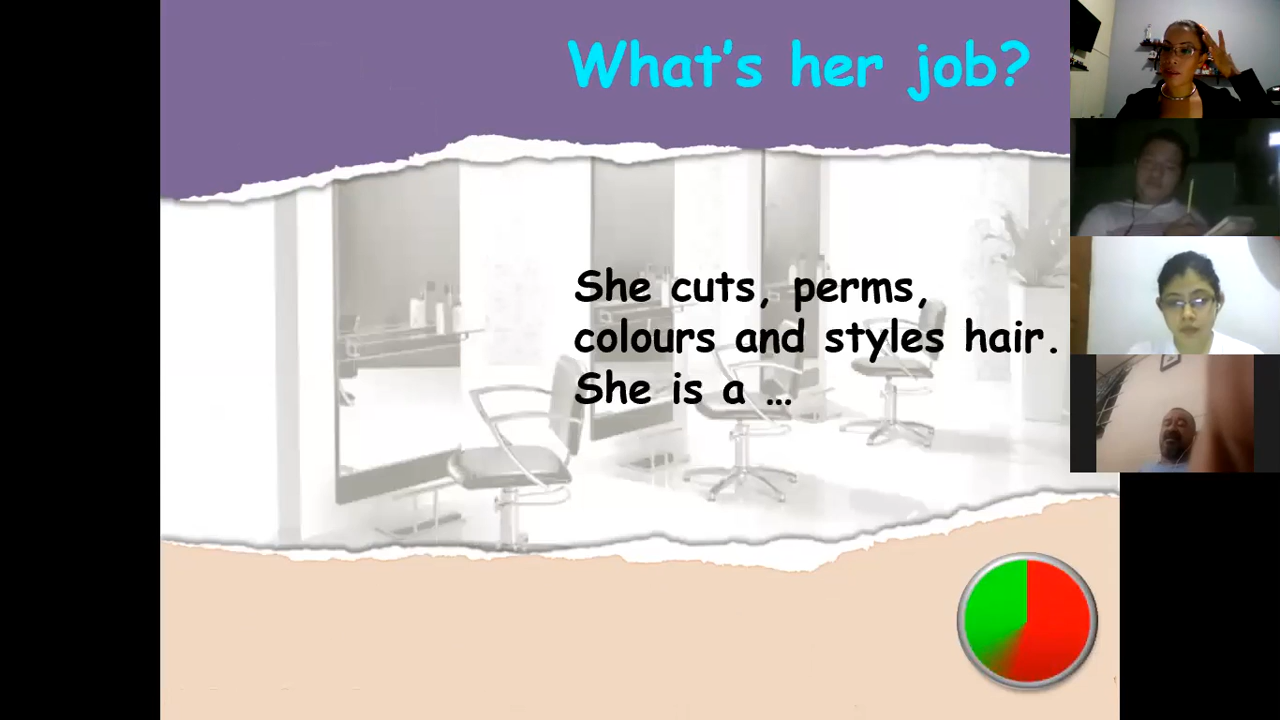 What's her job?
She cuts, perms,
colours and styles hair.
She is a ...